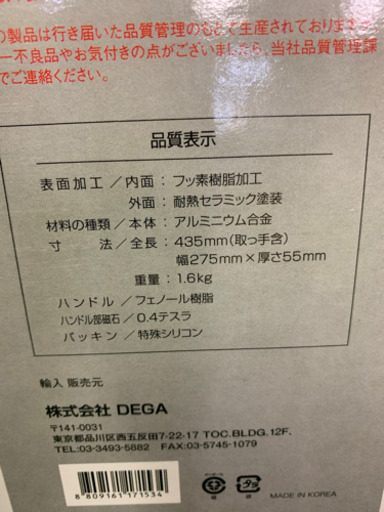 の製品は行き届いた品質管理のもとで生産されておりますが
一不良品やお気付きの点がございましたら、当社品質管理課
でご連絡ください。
品質表示
表面加工／内面：フッ素樹脂加工
外面：耐熱セラミック塗装
材料の種類／本体：アルミニウム合金
寸 法／全長：435mm(取っ手含)
幅275mm×厚さ55mm
重量：1.6kg
ハンドル／フェノール樹脂
ハンドル部磁石／0.4テスラ
パッキン／特殊シリコン
輸入 販売元
株式会社 DEGA
〒141-0031
東京都品川区西五反田7-22-17 TOC.BLDG.12F.
TEL:03-3493-5882 FAX:03-5745-1079
8 809161 171534
MADE IN KOREA